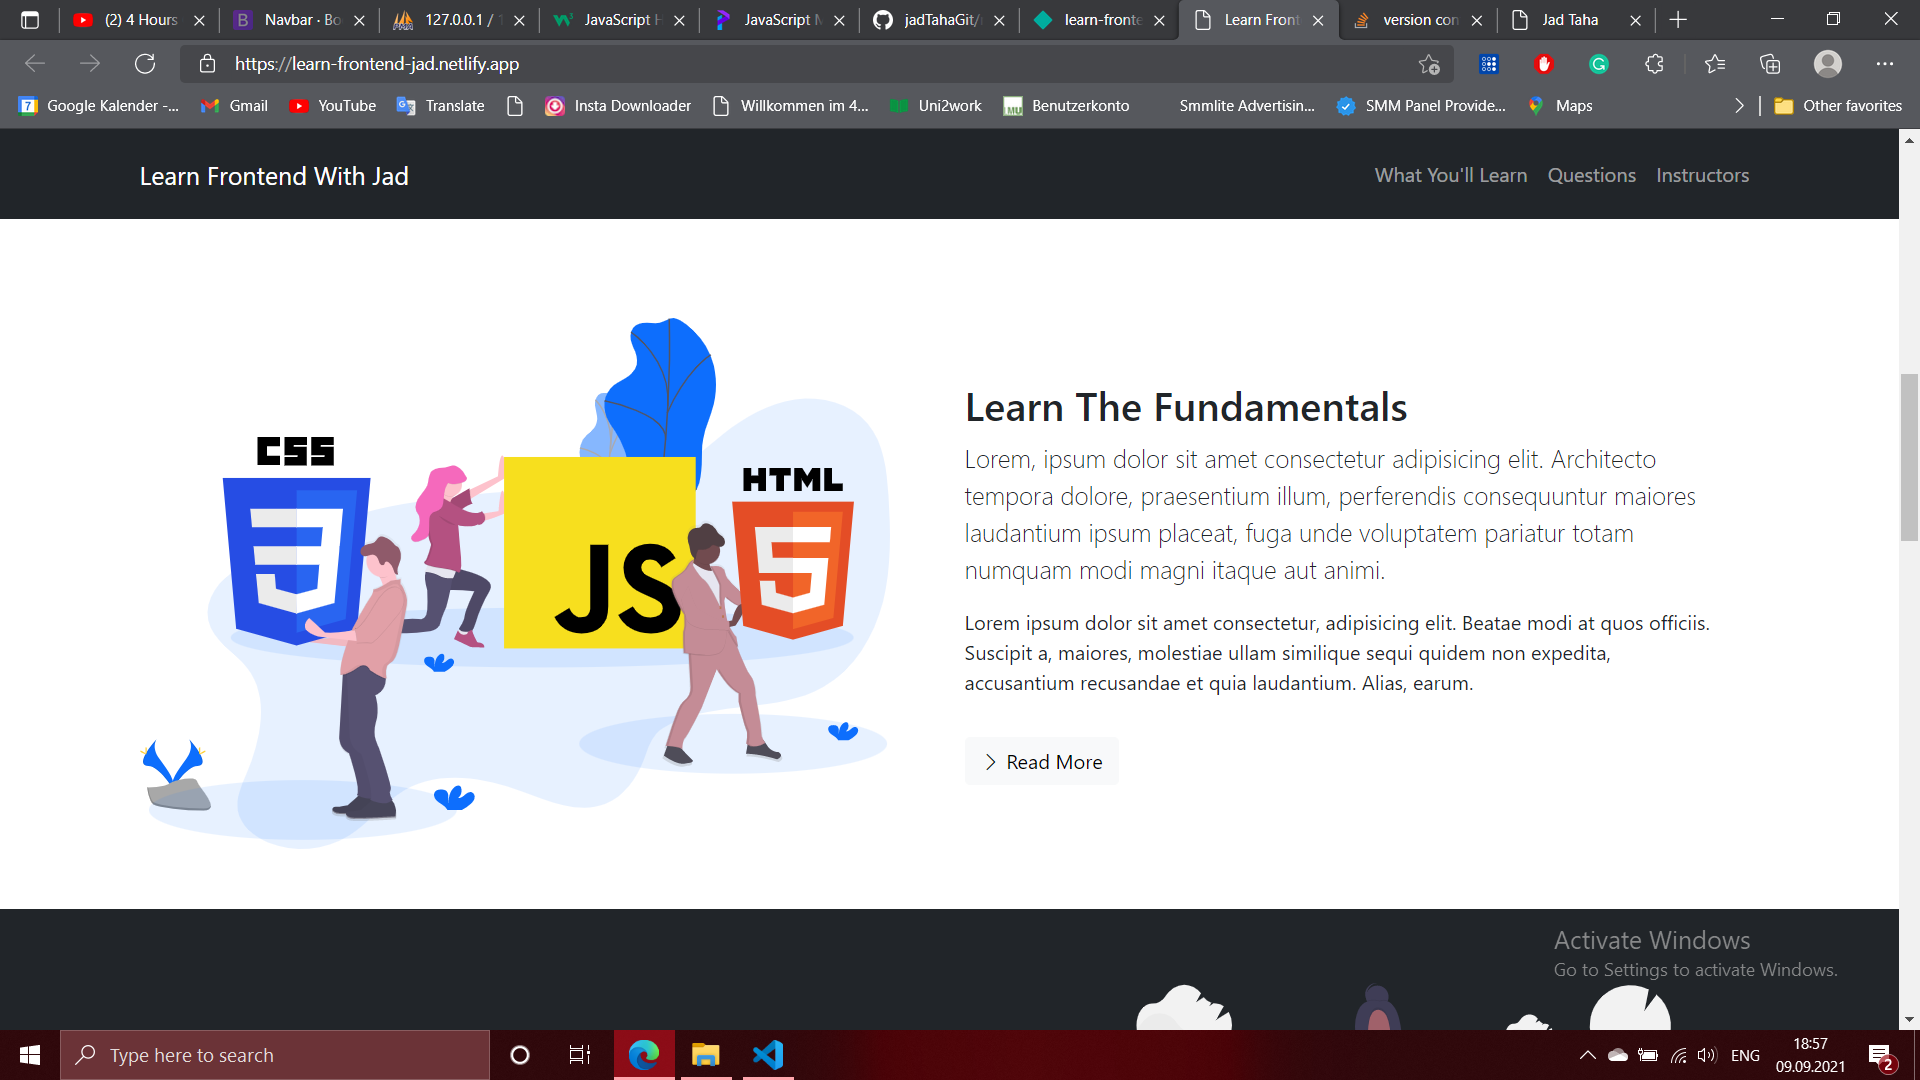 (2) 4 Hours
Navbar · Bo
127.0.0.1 / 1
JavaScript H
JavaScript M
jadTahaGit/
learn-fronte
Learn Front
version con
Jad Taha
https://learn-frontend-jad.netlify.app
Google Kalender -...
Gmail
YouTube
Translate
Insta Downloader
Willkommen im 4...
Uni2work
Benutzerkonto
Smmlite Advertisin...
SMM Panel Provide...
Maps
Other favorites
Learn Frontend With Jad
What You'll Learn
Questions
Instructors
CSS
HTML
JS
Learn The Fundamentals
Lorem, ipsum dolor sit amet consectetur adipisicing elit. Architecto
tempora dolore, praesentium illum, perferendis consequuntur maiores
laudantium ipsum placeat, fuga unde voluptatem pariatur totam
numquam modi magni itaque aut animi.
Lorem ipsum dolor sit amet consectetur, adipisicing elit. Beatae modi at quos officiis.
Suscipit a, maiores, molestiae ullam similique sequi quidem non expedita,
accusantium recusandae et quia laudantium. Alias, earum.
Read More
Activate Windows
Go to Settings to activate Windows.
Type here to search
ENG
18:57
09.09.2021
2